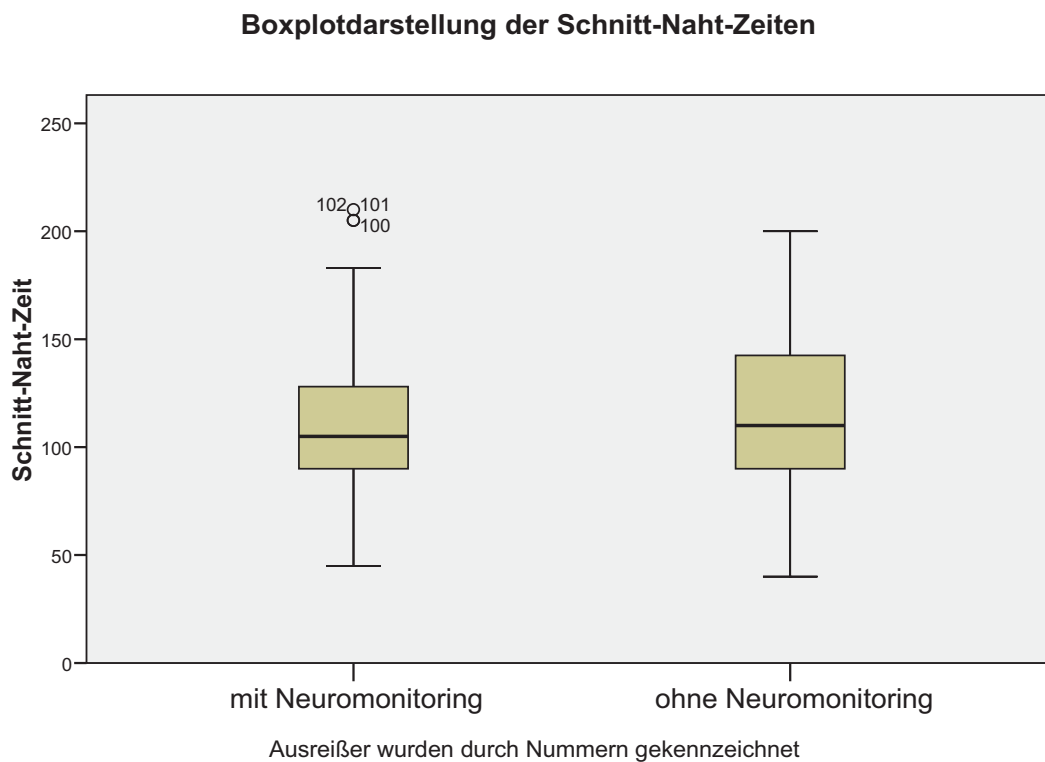 Boxplotdarstellung der Schnitt-Naht-Zeiten
Schnitt-Naht-Zeit
250
200
150
100
50
0
102 101
100
mit Neuromonitoring ohne Neuromonitoring
Ausreißer wurden durch Nummern gekennzeichnet